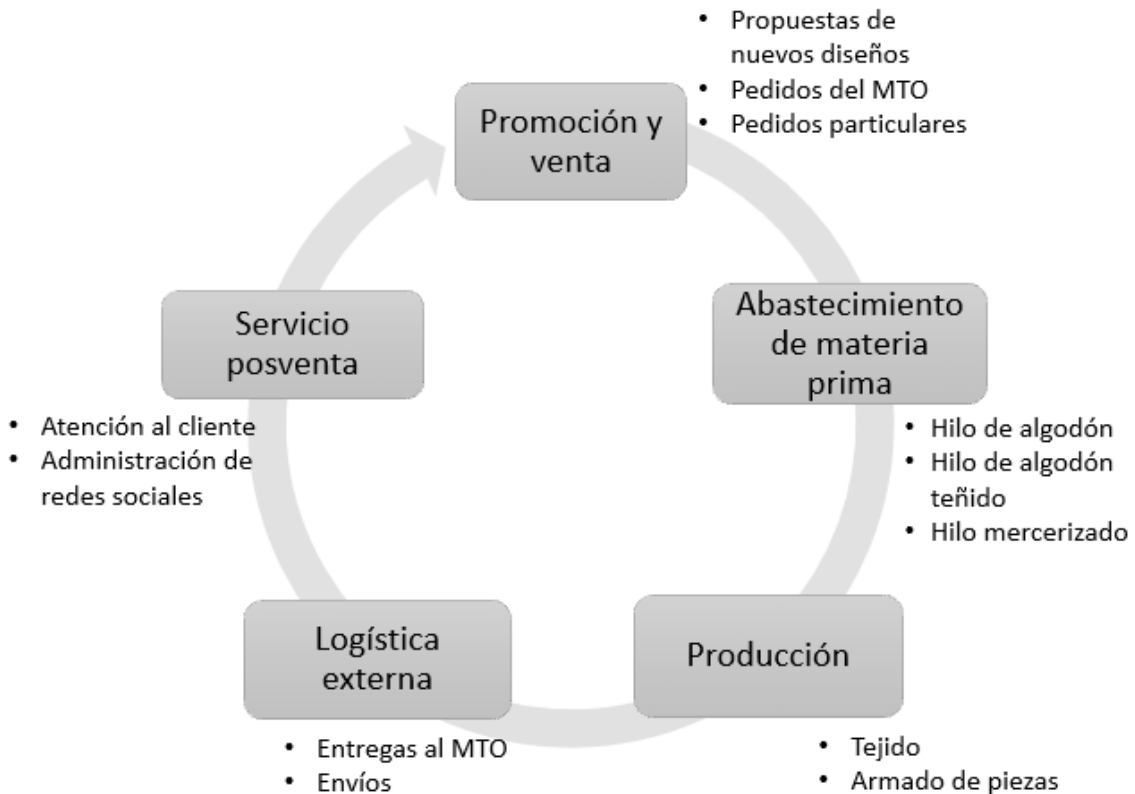 • Propuestas de
nuevos diseños
• Pedidos del MTO
• Pedidos particulares
Promoción y
venta
Abastecimiento
de materia
prima
• Hilo de algodón
• Hilo de algodón
teñido
• Hilo mercerizado
Producción
• Tejido
• Armado de piezas
Logística
externa
• Entregas al MTO
• Envíos
Servicio
posventa
• Atención al cliente
• Administración de
redes sociales